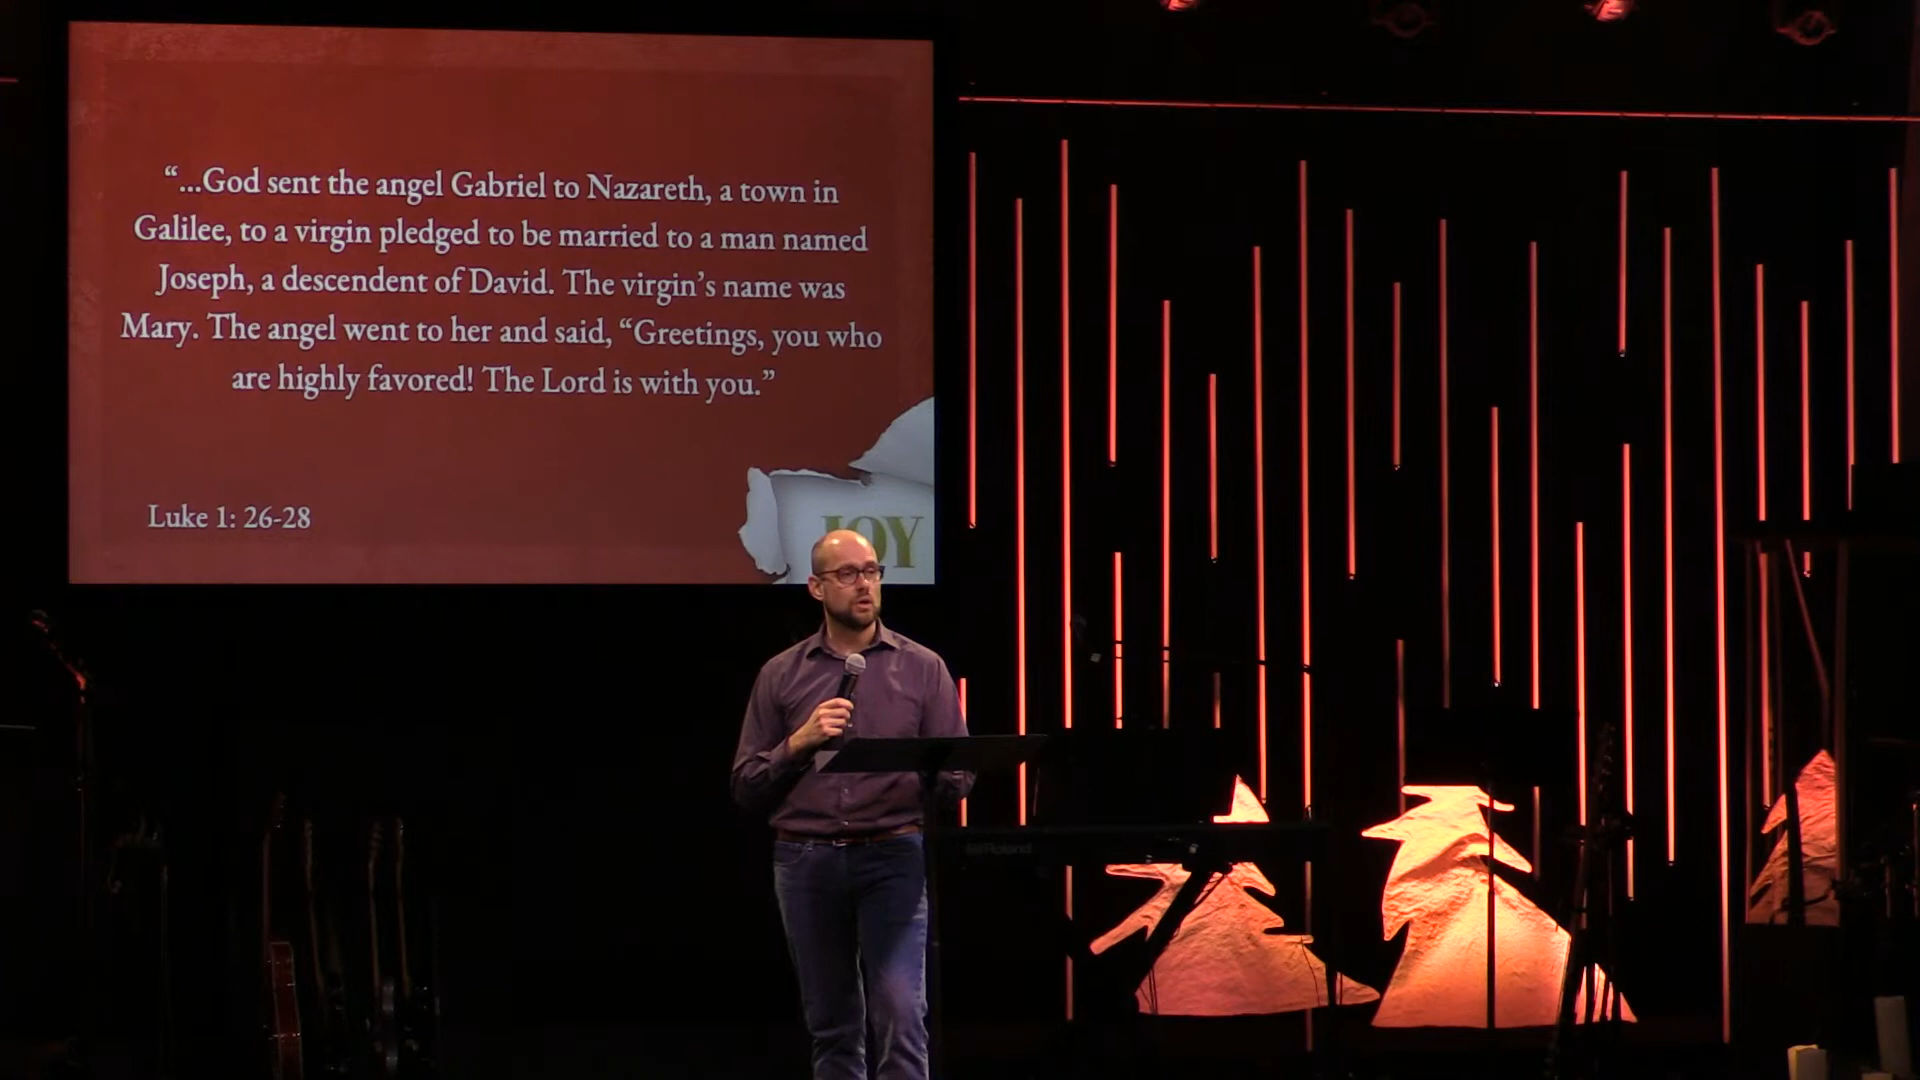 “...God sent the angel Gabriel to Nazareth, a town in
Galilee, to a virgin pledged to be married to a man named
Joseph, a descendent of David. The virgin’s name was
Mary. The angel went to her and said, “Greetings, you who
are highly favored! The Lord is with you.”
Luke 1: 26-28
JOY
Roland